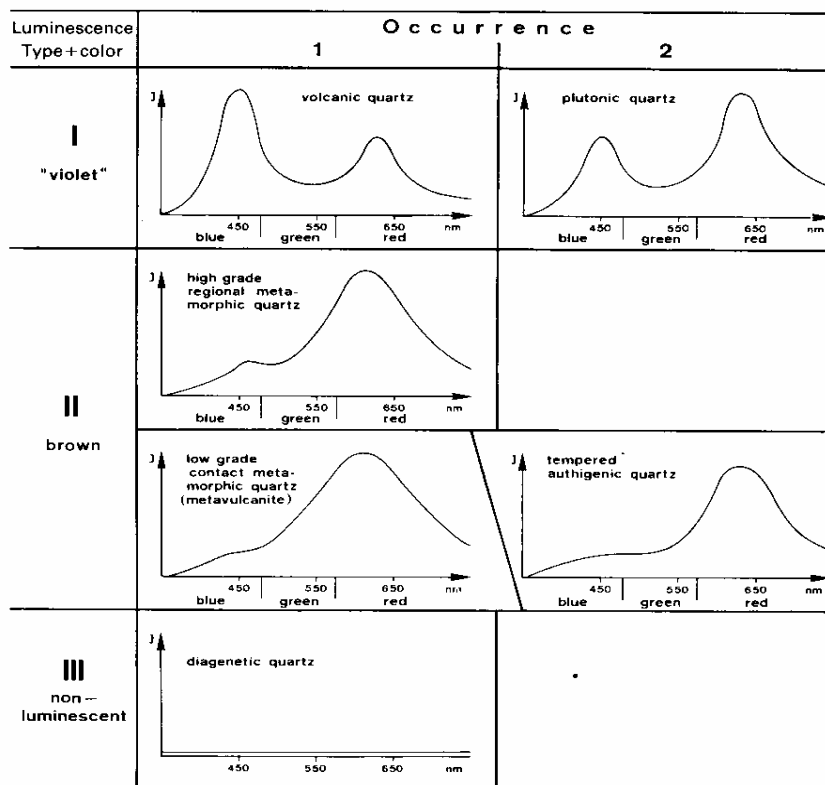 Luminescence
Type+color
Occurrence
1
2
I
"violet"
J
volcanic quartz
450 550 650 nm
blue | green | red
J
plutonic quartz
450 550 650 nm
blue | green | red
II
brown
J
high grade
regional meta-
morphic quartz
450 550 650 nm
blue | green | red
J
low grade
contact meta-
morphic quartz
(metavulcanite)
450 550 650 nm
blue | green | red
J
tempered
authigenic quartz
450 650 nm
blue | green | red
III
non-
luminescent
J
diagenetic quartz
450 550 650 nm